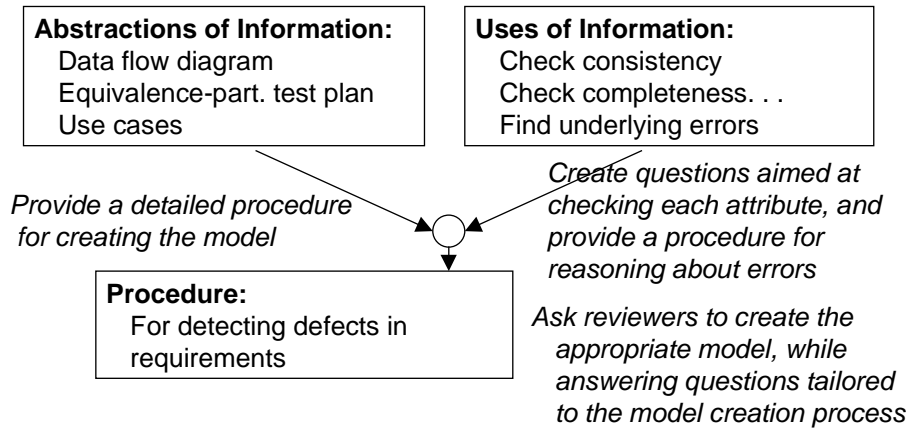 Abstractions of Information:
Data flow diagram
Equivalence-part. test plan
Use cases
Uses of Information:
Check consistency
Check completeness. . .
Find underlying errors
Provide a detailed procedure
for creating the model
Create questions aimed at
checking each attribute, and
provide a procedure for
reasoning about errors
Procedure:
For detecting defects in
requirements
Ask reviewers to create the
appropriate model, while
answering questions tailored
to the model creation process